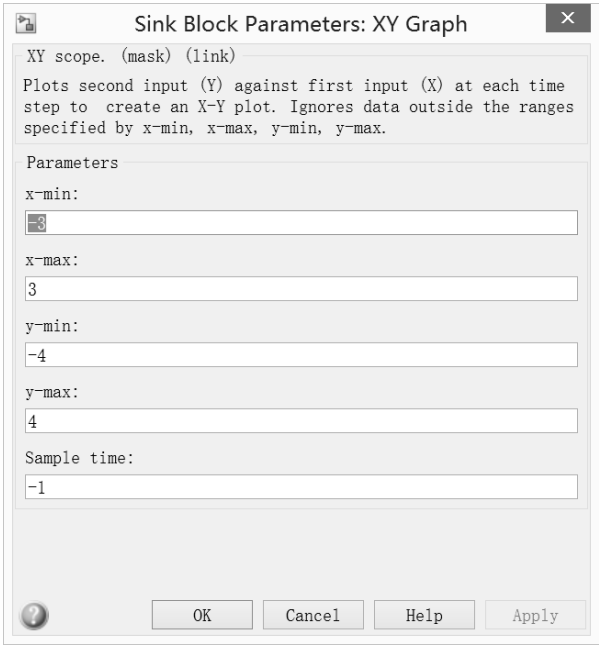 Sink Block Parameters: XY Graph
XY scope. (mask) (link)
Plots second input (Y) against first input (X) at each time
step to  create an X-Y plot. Ignores data outside the ranges
specified by x-min, x-max, y-min, y-max.
Parameters
x-min:
-3
x-max:
3
y-min:
-4
y-max:
4
Sample time:
-1
OK Cancel Help Apply